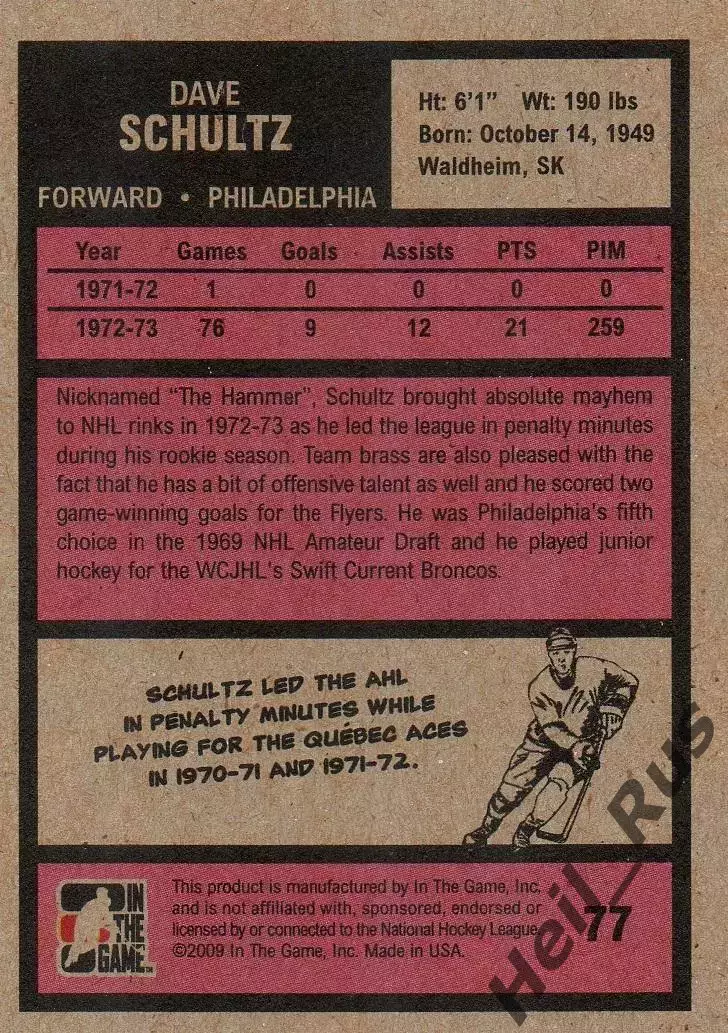 DAVE
SCHULTZ
FORWARD • PHILADELPHIA
Ht: 6'1" Wt: 190 lbs
Born: October 14, 1949
Waldheim, SK
Year Games Goals Assists PTS PIM
1971-72 1 0 0 0 0
1972-73 76 9 12 21 259
Nicknamed "The Hammer", Schultz brought absolute mayhem
to NHL rinks in 1972-73 as he led the league in penalty minutes
during his rookie season. Team brass are also pleased with the
fact that he has a bit of offensive talent as well and he scored two
game-winning goals for the Flyers. He was Philadelphia's fifth
choice in the 1969 NHL Amateur Draft and he played junior
hockey for the WCJHL's Swift Current Broncos.
SCHULTZ LED THE AHL
IN PENALTY MINUTES WHILE
PLAYING FOR THE QUÉBEC ACES
IN 1970-71 AND 1971-72.
IN
THE
GAME
This product is manufactured by In The Game, Inc.
and is not affiliated with, sponsored, endorsed or
licensed by or connected to the National Hockey League.
©2009 In The Game, Inc. Made in USA.
77
Heil_Rus